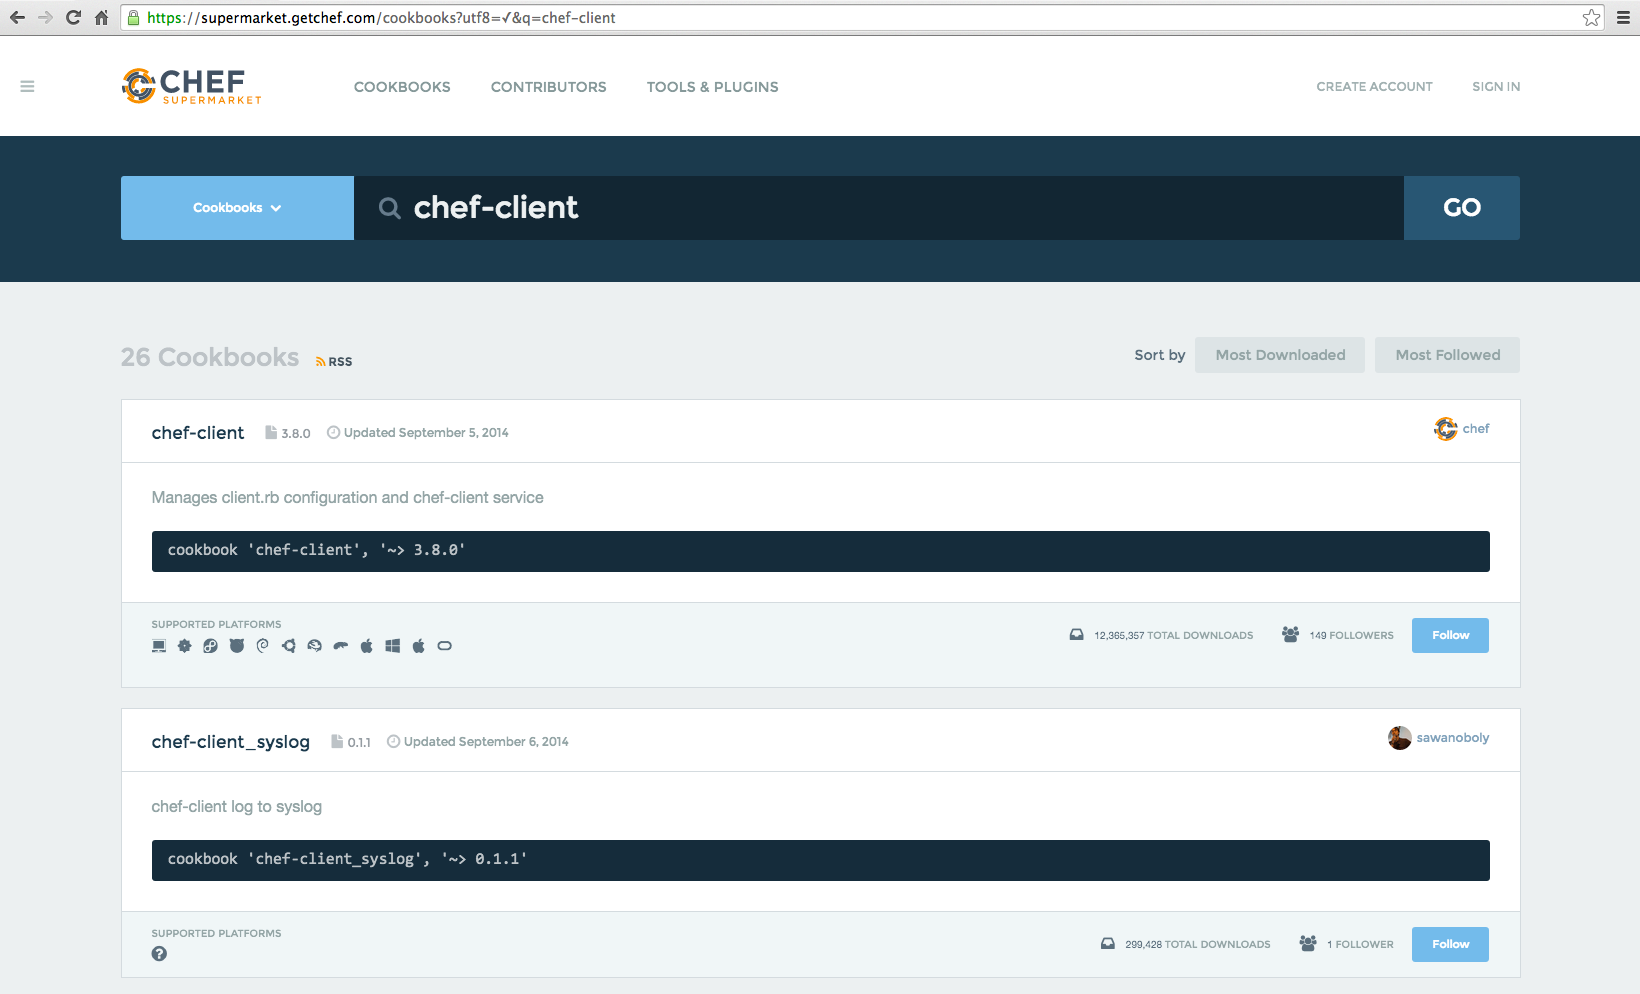 https://supermarket.getchef.com/cookbooks?utf8=✓&q=chef-client
CHEF
SUPERMARKET
COOKBOOKS CONTRIBUTORS TOOLS & PLUGINS CREATE ACCOUNT SIGN IN
Cookbooks chef-client GO
26 Cookbooks RSS Sort by Most Downloaded Most Followed
chef-client 3.8.0 Updated September 5, 2014 chef
Manages client.rb configuration and chef-client service
cookbook 'chef-client', '~> 3.8.0'
SUPPORTED PLATFORMS
12,365,357 TOTAL DOWNLOADS 149 FOLLOWERS Follow
chef-client_syslog 0.1.1 Updated September 6, 2014 sawanoboly
chef-client log to syslog
cookbook 'chef-client_syslog', '~> 0.1.1'
SUPPORTED PLATFORMS
299,428 TOTAL DOWNLOADS 1 FOLLOWER Follow